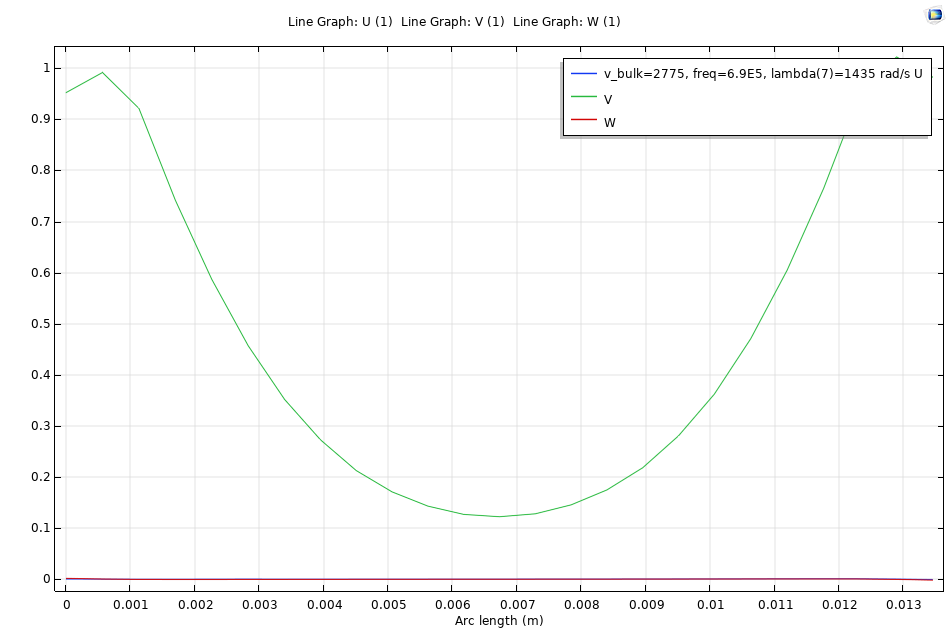 Line Graph: U (1)  Line Graph: V (1)  Line Graph: W (1)
v_bulk=2775, freq=6.9E5, lambda(7)=1435 rad/s U
V
W
1
0.9
0.8
0.7
0.6
0.5
0.4
0.3
0.2
0.1
0
0 0.001 0.002 0.003 0.004 0.005 0.006 0.007 0.008 0.009 0.01 0.011 0.012 0.013
Arc length (m)